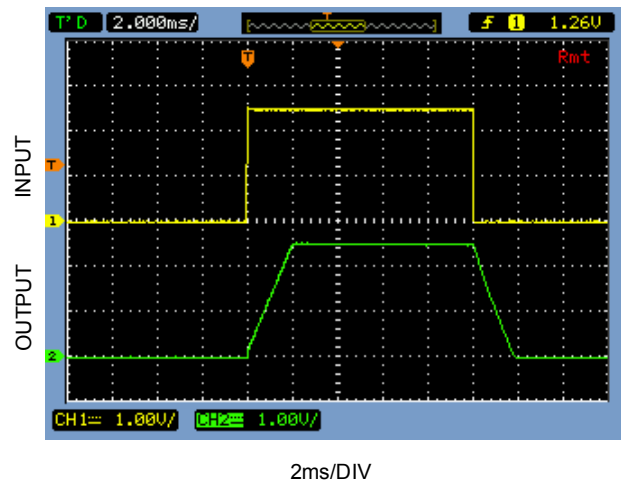 T'D 2.000ms/ T f 1 1.26V
T Rmt
INPUT
T
1
OUTPUT
2
CH1 1.00V/ CH2 1.00V/
2ms/DIV